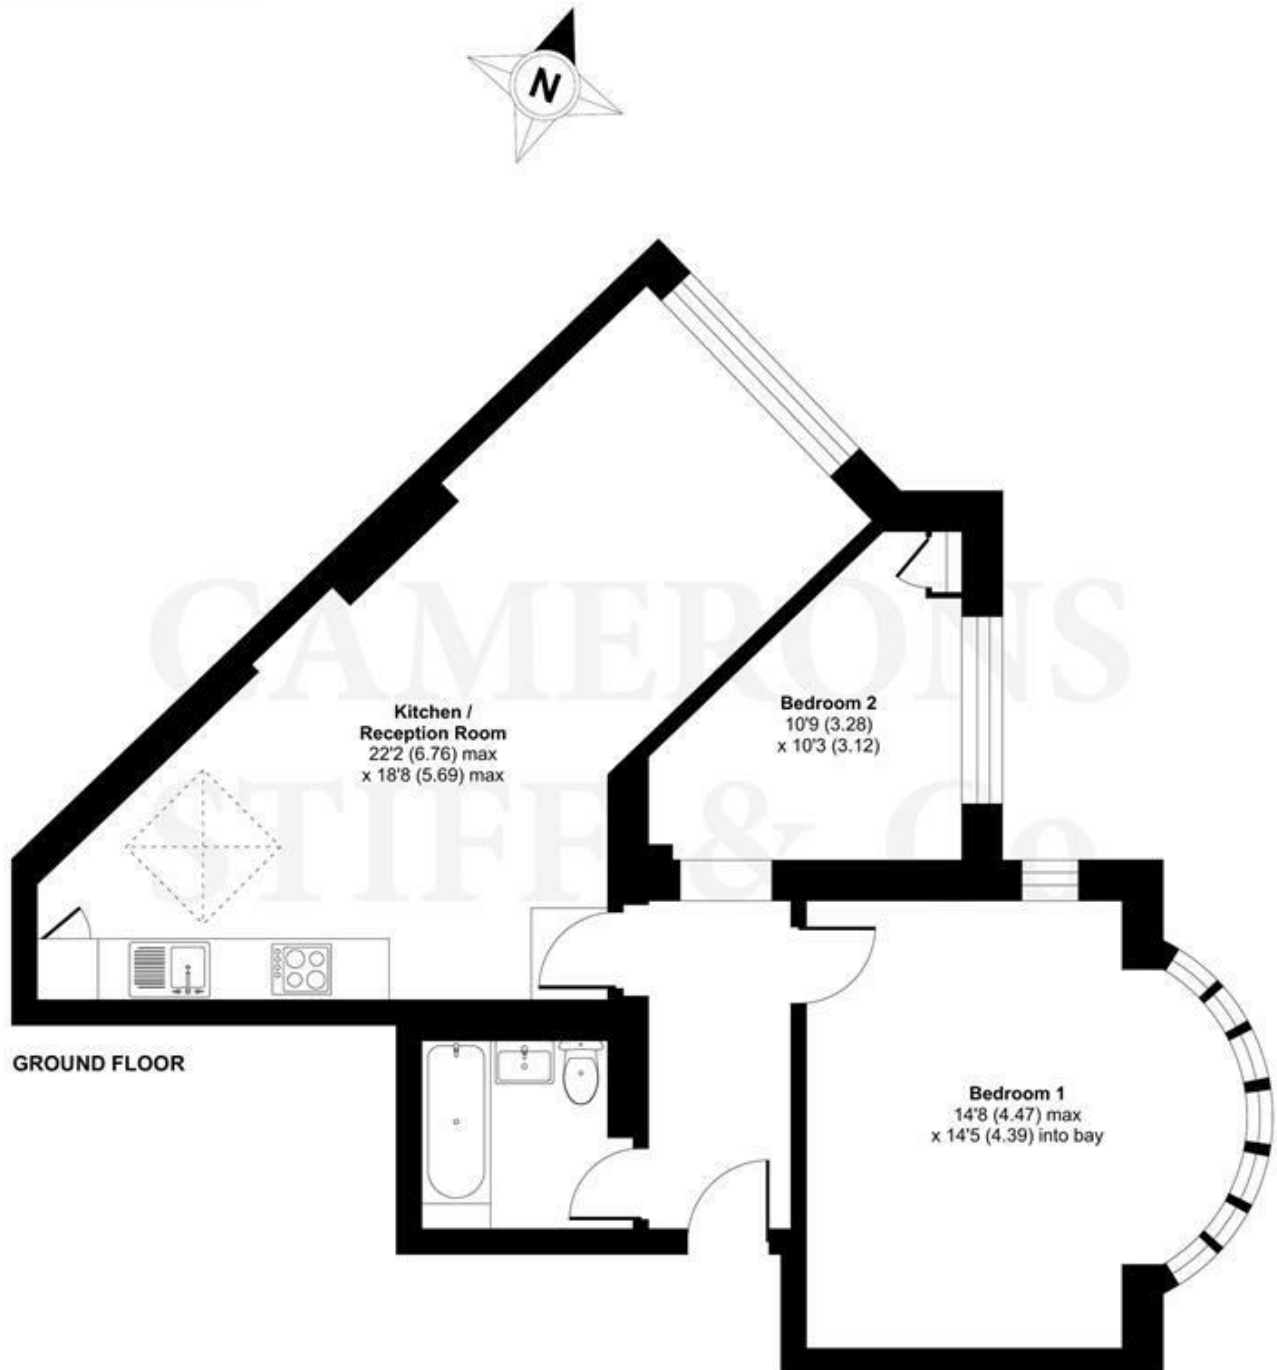 N
CAMERONS
STIFF & Co
Kitchen /
Reception Room
22'2 (6.76) max
x 18'8 (5.69) max
Bedroom 2
10'9 (3.28)
x 10'3 (3.12)
GROUND FLOOR
Bedroom 1
14'8 (4.47) max
x 14'5 (4.39) into bay